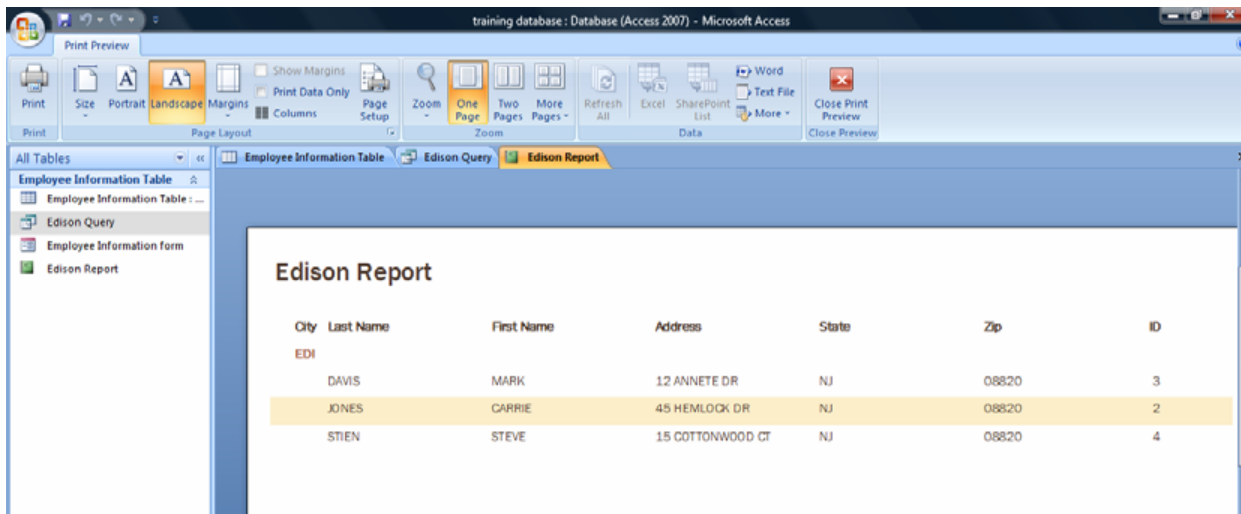 training database : Database (Access 2007) - Microsoft Access
Print Preview
Show Margins
Print Data Only
Columns
Word
Text File
More
Print Size Portrait Landscape Margins Page Setup Zoom One Page Two Pages More Pages Refresh All Excel SharePoint List Close Print Preview
Print Page Layout Zoom Data Close Preview
All Tables « Employee Information Table Edison Query Edison Report
Employee Information Table
Employee Information Table : ...
Edison Query
Employee Information form
Edison Report
Edison Report
City Last Name First Name Address State Zip ID
EDI
DAVIS MARK 12 ANNETE DR NJ 08820 3
JONES CARRIE 45 HEMLOCK DR NJ 08820 2
STIEN STEVE 15 COTTONWOOD CT NJ 08820 4